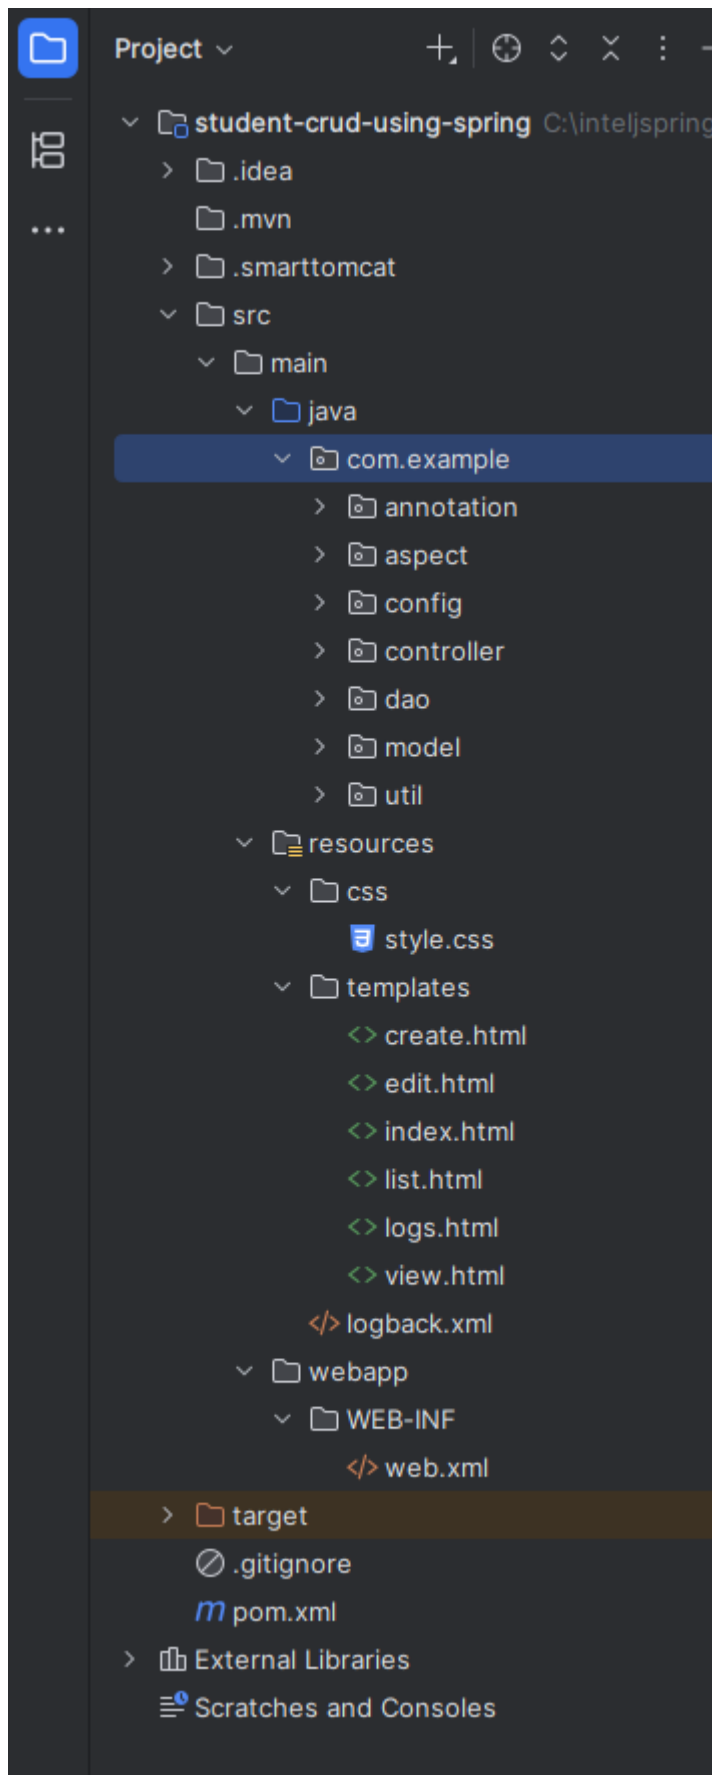 Project
student-crud-using-spring C:\inteljspring
.idea
.mvn
.smarttomcat
src
main
java
com.example
annotation
aspect
config
controller
dao
model
util
resources
css
style.css
templates
create.html
edit.html
index.html
list.html
logs.html
view.html
logback.xml
webapp
WEB-INF
web.xml
target
.gitignore
pom.xml
External Libraries
Scratches and Consoles